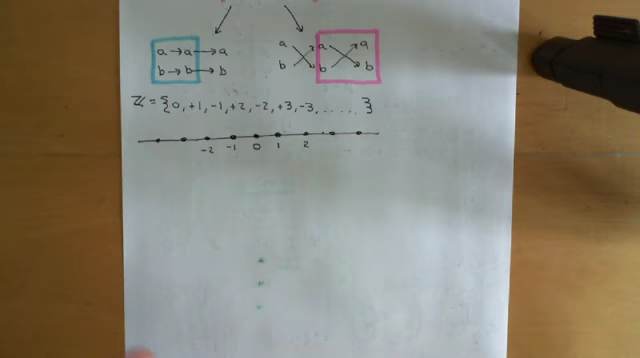 a → a → a a a a
b → b → b b b b
ℤ = {0, +1, -1, +2, -2, +3, -3, ......}
-2 -1 0 1 2